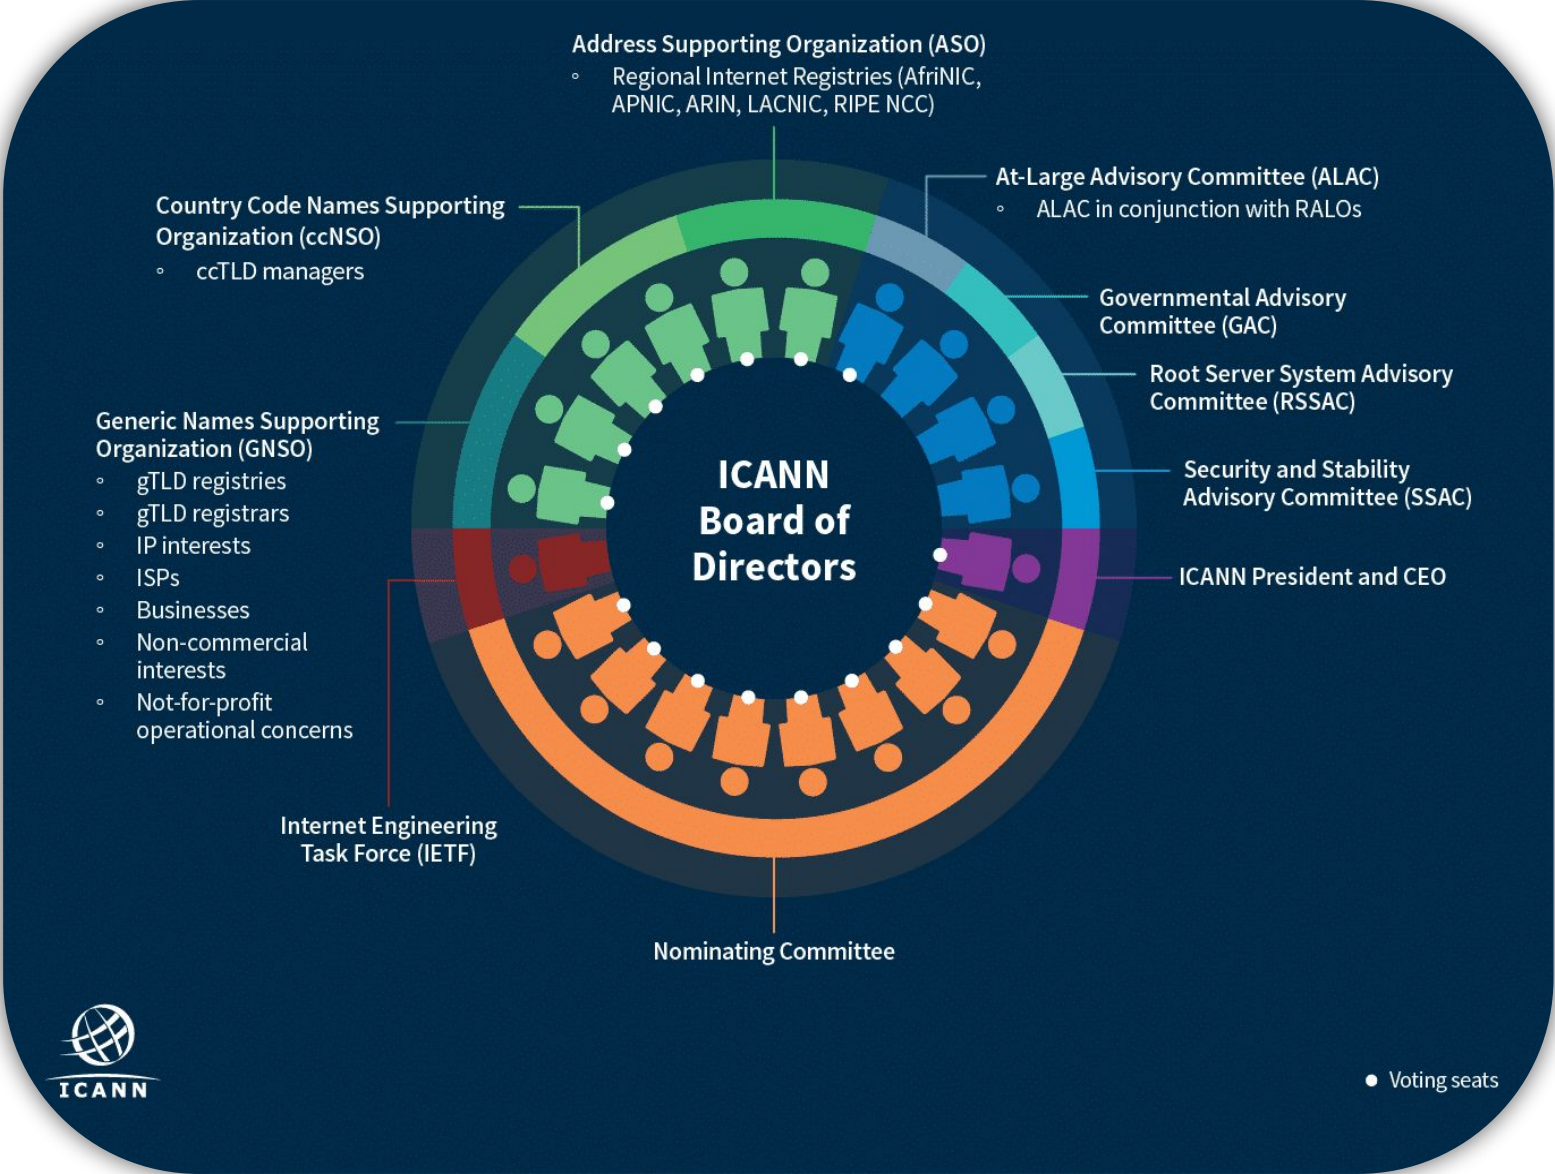 Address Supporting Organization (ASO)
◦ Regional Internet Registries (AfriNIC,
APNIC, ARIN, LACNIC, RIPE NCC)
At-Large Advisory Committee (ALAC)
◦ ALAC in conjunction with RALOs
Country Code Names Supporting
Organization (ccNSO)
◦ ccTLD managers
Governmental Advisory
Committee (GAC)
Root Server System Advisory
Committee (RSSAC)
Generic Names Supporting
Organization (GNSO)
◦ gTLD registries
◦ gTLD registrars
◦ IP interests
◦ ISPs
◦ Businesses
◦ Non-commercial
interests
◦ Not-for-profit
operational concerns
ICANN
Board of
Directors
Security and Stability
Advisory Committee (SSAC)
ICANN President and CEO
Internet Engineering
Task Force (IETF)
Nominating Committee
ICANN
Voting seats